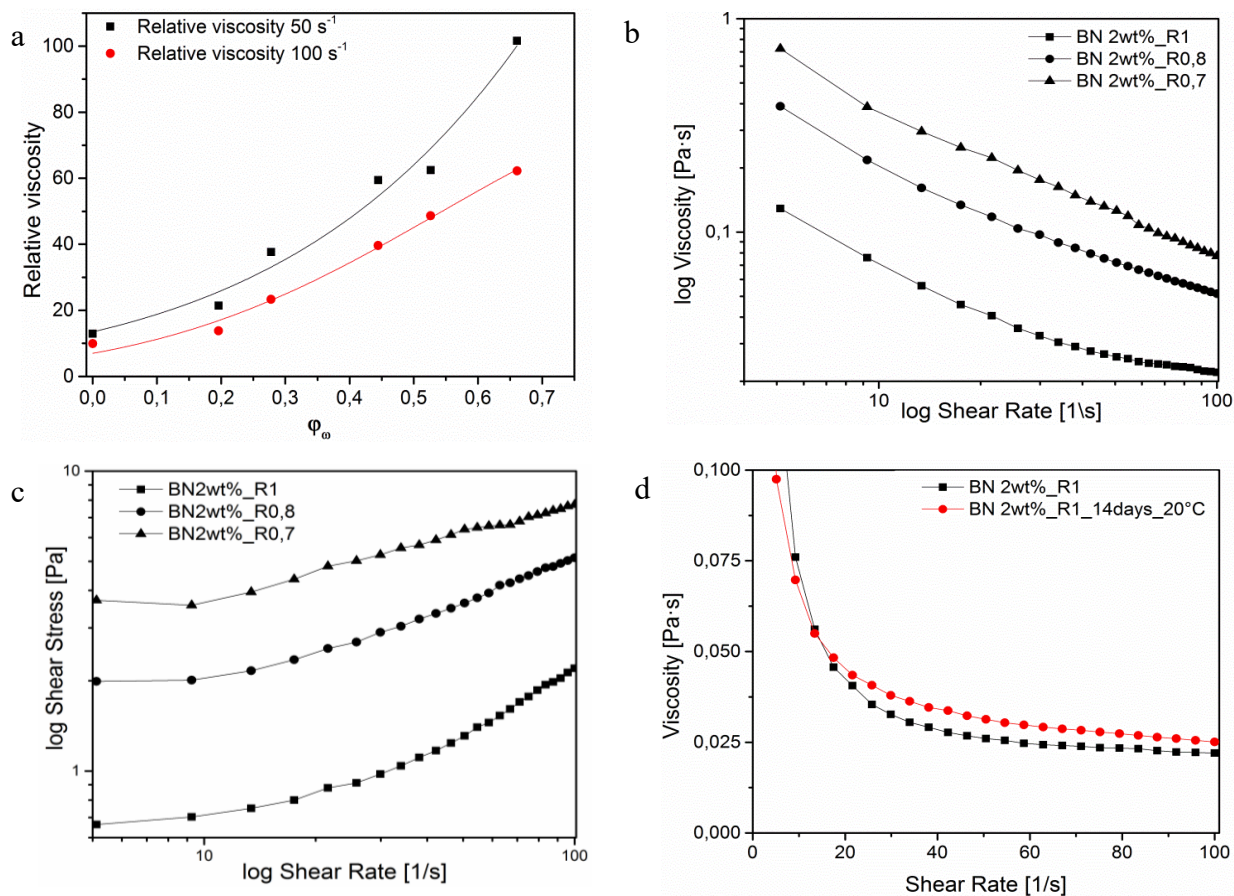 a
Relative viscosity 50 s⁻¹
Relative viscosity 100 s⁻¹
Relative viscosity
100
80
60
40
20
0
0,0 0,1 0,2 0,3 0,4 0,5 0,6 0,7
φω
b
BN 2wt%_R1
BN 2wt%_R0,8
BN 2wt%_R0,7
log Viscosity [Pa·s]
1
0,1
10 100
log Shear Rate [1\s]
c
BN2wt%_R1
BN2wt%_R0,8
BN2wt%_R0,7
log Shear Stress [Pa]
10
1
10 100
log Shear Rate [1/s]
d
BN 2wt%_R1
BN 2wt%_R1_14days_20°C
Viscosity [Pa·s]
0,100
0,075
0,050
0,025
0,000
0 20 40 60 80 100
Shear Rate [1/s]